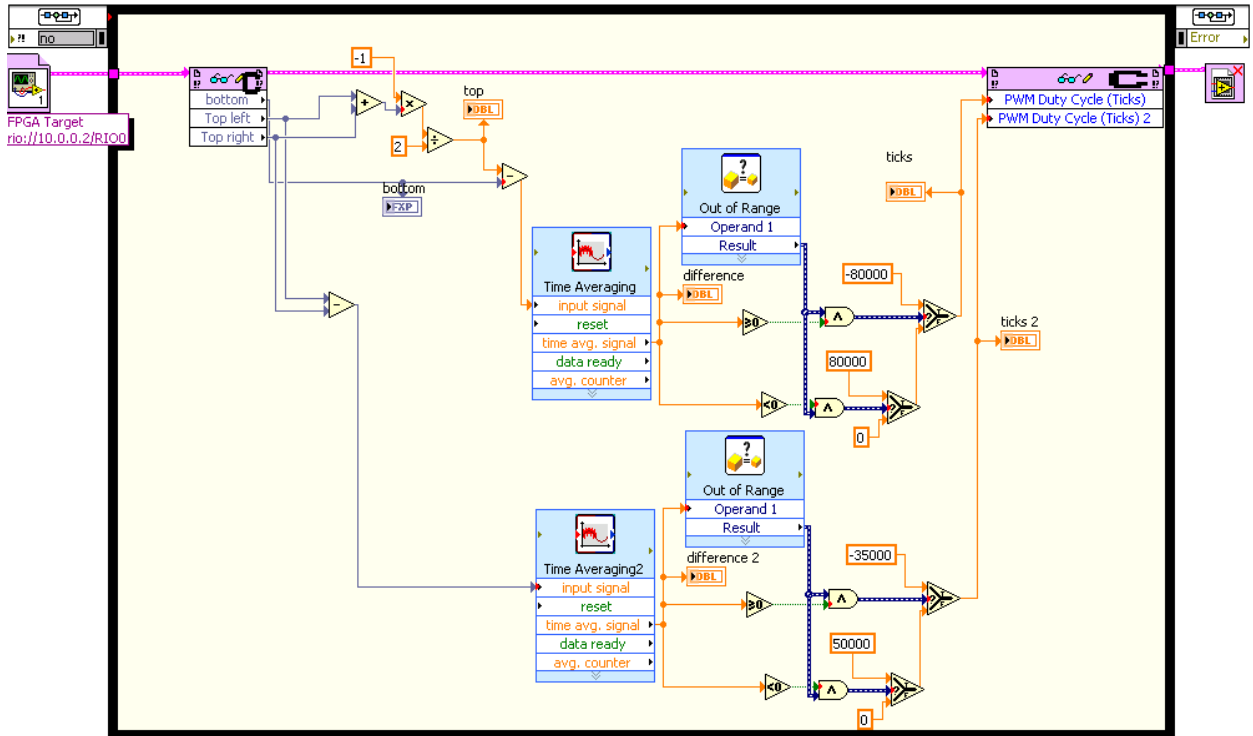 ?! no
Error
1
FPGA Target
rio://10.0.0.2/RIO0
bottom
Top left
Top right
-1
+
x
2
÷
top
DBL
-
bottom
FXP
-
PWM Duty Cycle (Ticks)
PWM Duty Cycle (Ticks) 2
ticks
DBL
?
Out of Range
Operand 1
Result
Time Averaging
input signal
reset
time avg. signal
data ready
avg. counter
difference
DBL
≥0
<0
-80000
80000
0
ticks 2
DBL
?
Out of Range
Operand 1
Result
Time Averaging2
input signal
reset
time avg. signal
data ready
avg. counter
difference 2
DBL
≥0
<0
-35000
50000
0